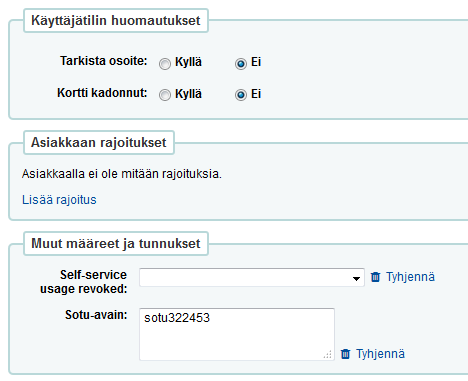 Käyttäjätilin huomautukset
Tarkista osoite: Kyllä Ei
Kortti kadonnut: Kyllä Ei
Asiakkaan rajoitukset
Asiakkaalla ei ole mitään rajoituksia.
Lisää rajoitus
Muut määreet ja tunnukset
Self-service
usage revoked: Tyhjennä
Sotu-avain: sotu322453
Tyhjennä